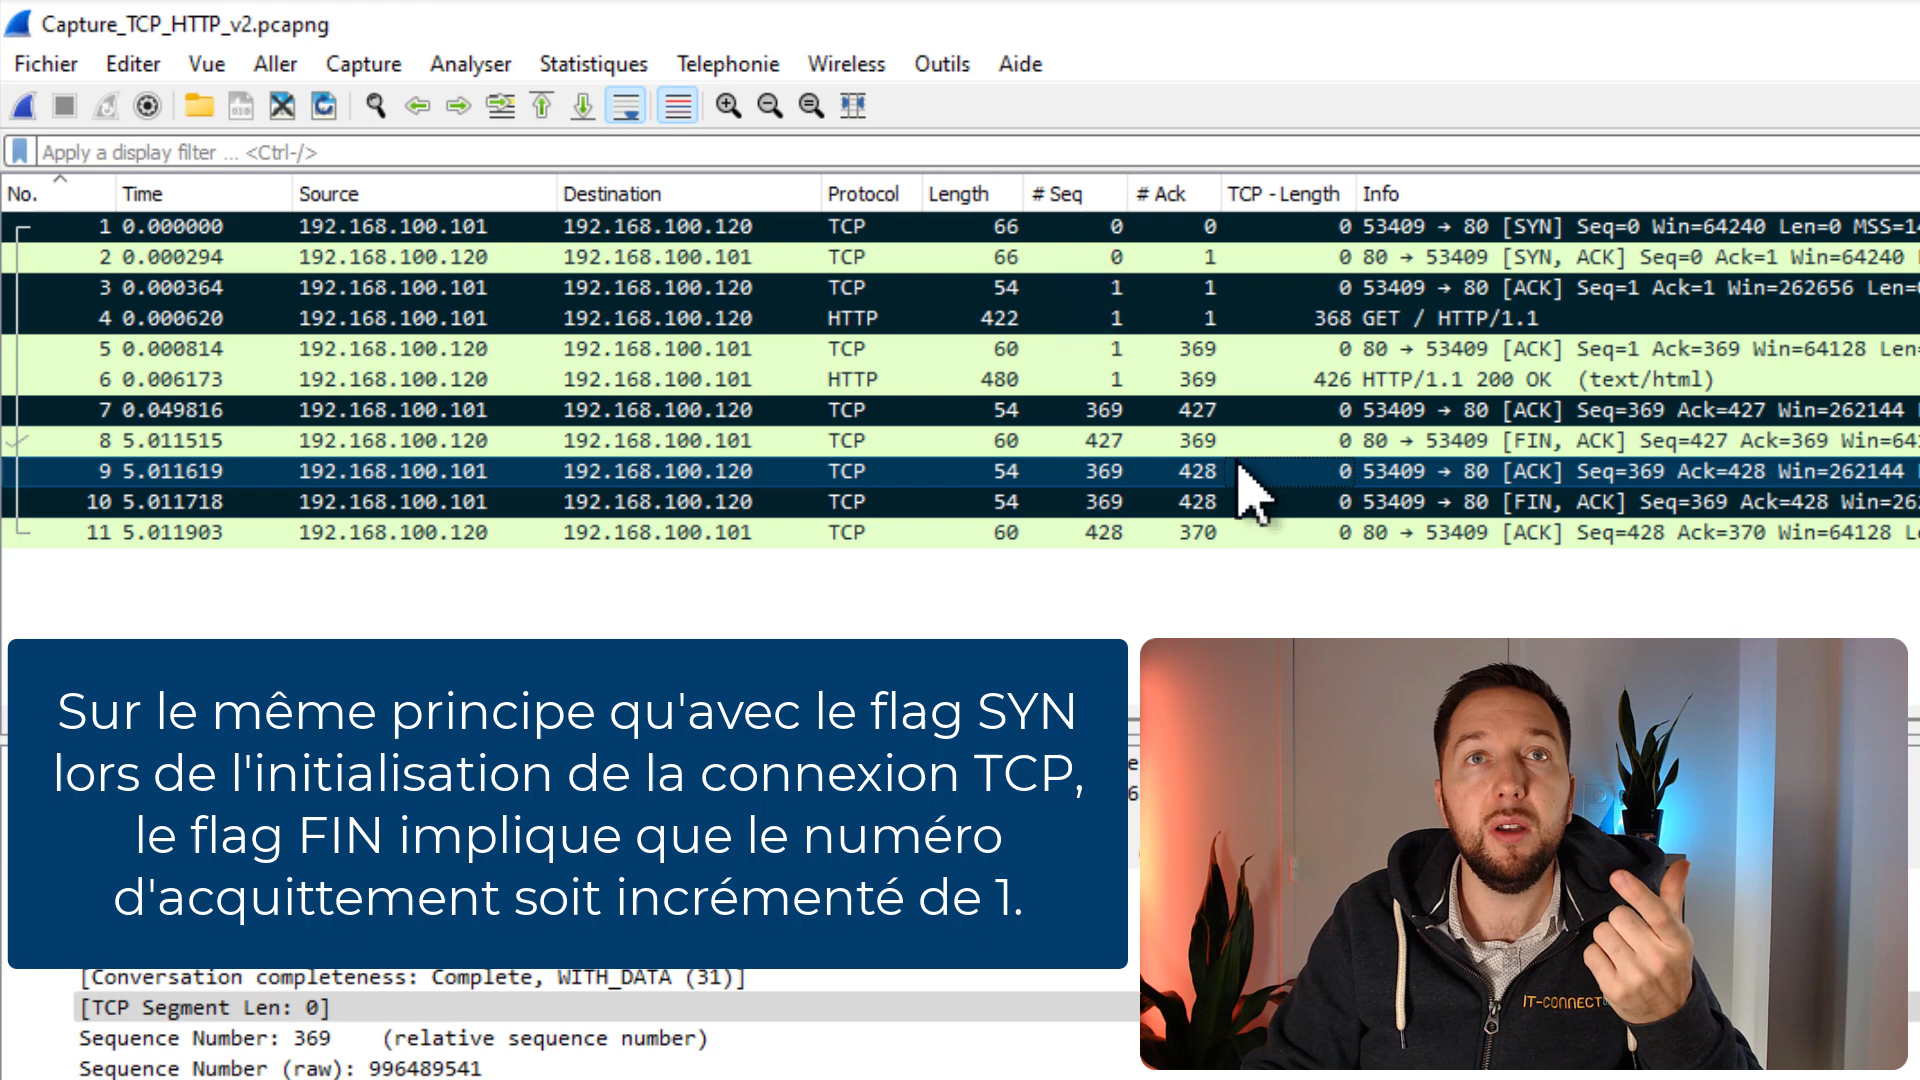 Capture_TCP_HTTP_v2.pcapng
Fichier Editer Vue Aller Capture Analyser Statistiques Telephonie Wireless Outils Aide
Apply a display filter … <Ctrl-/>
No. Time Source Destination Protocol Length # Seq # Ack TCP - Length Info
1 0.000000 192.168.100.101 192.168.100.120 TCP 66 0 0 0 53409 → 80 [SYN] Seq=0 Win=64240 Len=0 MSS=14
2 0.000294 192.168.100.120 192.168.100.101 TCP 66 0 1 0 80 → 53409 [SYN, ACK] Seq=0 Ack=1 Win=64240
3 0.000364 192.168.100.101 192.168.100.120 TCP 54 1 1 0 53409 → 80 [ACK] Seq=1 Ack=1 Win=262656 Len=
4 0.000620 192.168.100.101 192.168.100.120 HTTP 422 1 1 368 GET / HTTP/1.1
5 0.000814 192.168.100.120 192.168.100.101 TCP 60 1 369 0 80 → 53409 [ACK] Seq=1 Ack=369 Win=64128 Len=
6 0.006173 192.168.100.120 192.168.100.101 HTTP 480 1 369 426 HTTP/1.1 200 OK (text/html)
7 0.049816 192.168.100.101 192.168.100.120 TCP 54 369 427 0 53409 → 80 [ACK] Seq=369 Ack=427 Win=262144
8 5.011515 192.168.100.120 192.168.100.101 TCP 60 427 369 0 80 → 53409 [FIN, ACK] Seq=427 Ack=369 Win=641
9 5.011619 192.168.100.101 192.168.100.120 TCP 54 369 428 0 53409 → 80 [ACK] Seq=369 Ack=428 Win=262144
10 5.011718 192.168.100.101 192.168.100.120 TCP 54 369 428 0 53409 → 80 [FIN, ACK] Seq=369 Ack=428 Win=262
11 5.011903 192.168.100.120 192.168.100.101 TCP 60 428 370 0 80 → 53409 [ACK] Seq=428 Ack=370 Win=64128
Sur le même principe qu'avec le flag SYN
lors de l'initialisation de la connexion TCP,
le flag FIN implique que le numéro
d'acquittement soit incrémenté de 1.
[Conversation completeness: Complete, WITH_DATA (31)]
[TCP Segment Len: 0]
Sequence Number: 369 (relative sequence number)
Sequence Number (raw): 996489541
IT-CONNECT